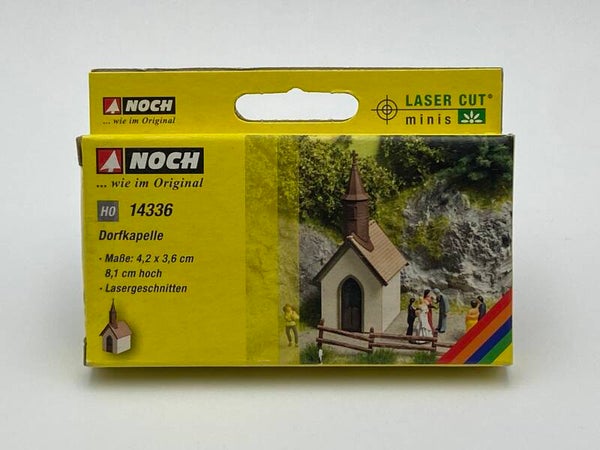 NOCH
... wie im Original
LASER CUT®
minis
NOCH
... wie im Original
H0 14336
Dorfkapelle
· Maße: 4,2 x 3,6 cm
8,1 cm hoch
· Lasergeschnitten